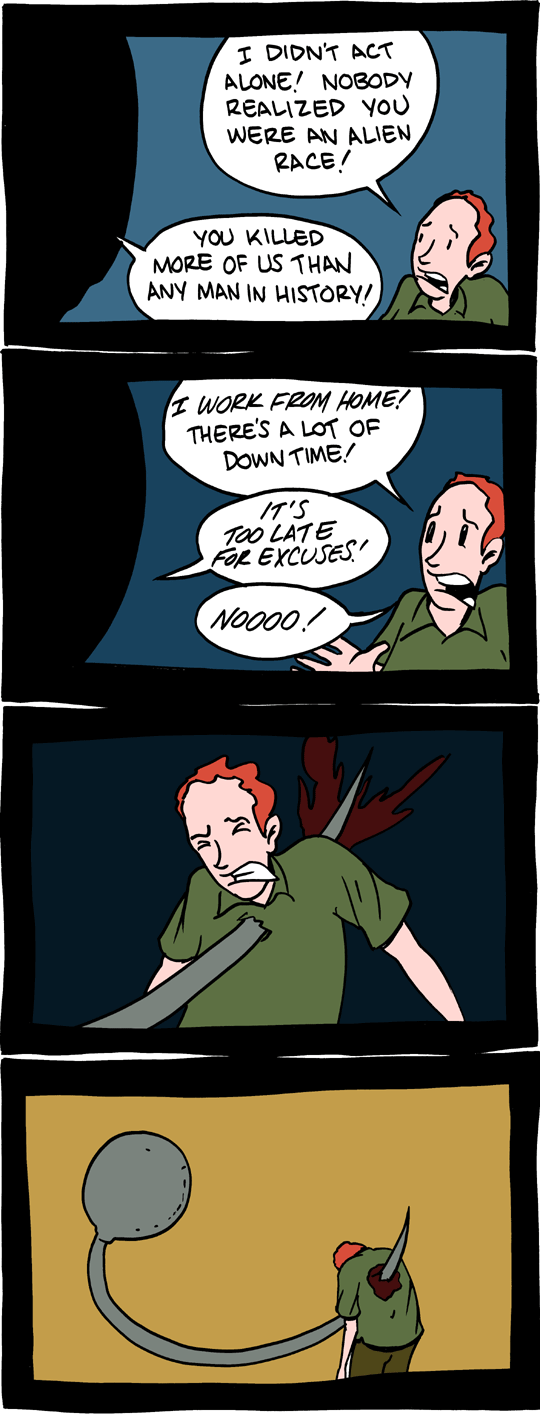 I DIDN'T ACT
ALONE! NOBODY
REALIZED YOU
WERE AN ALIEN
RACE!
YOU KILLED
MORE OF US THAN
ANY MAN IN HISTORY!
I WORK FROM HOME!
THERE'S A LOT OF
DOWN TIME!
IT'S
TOO LATE
FOR EXCUSES!
NOOOO!